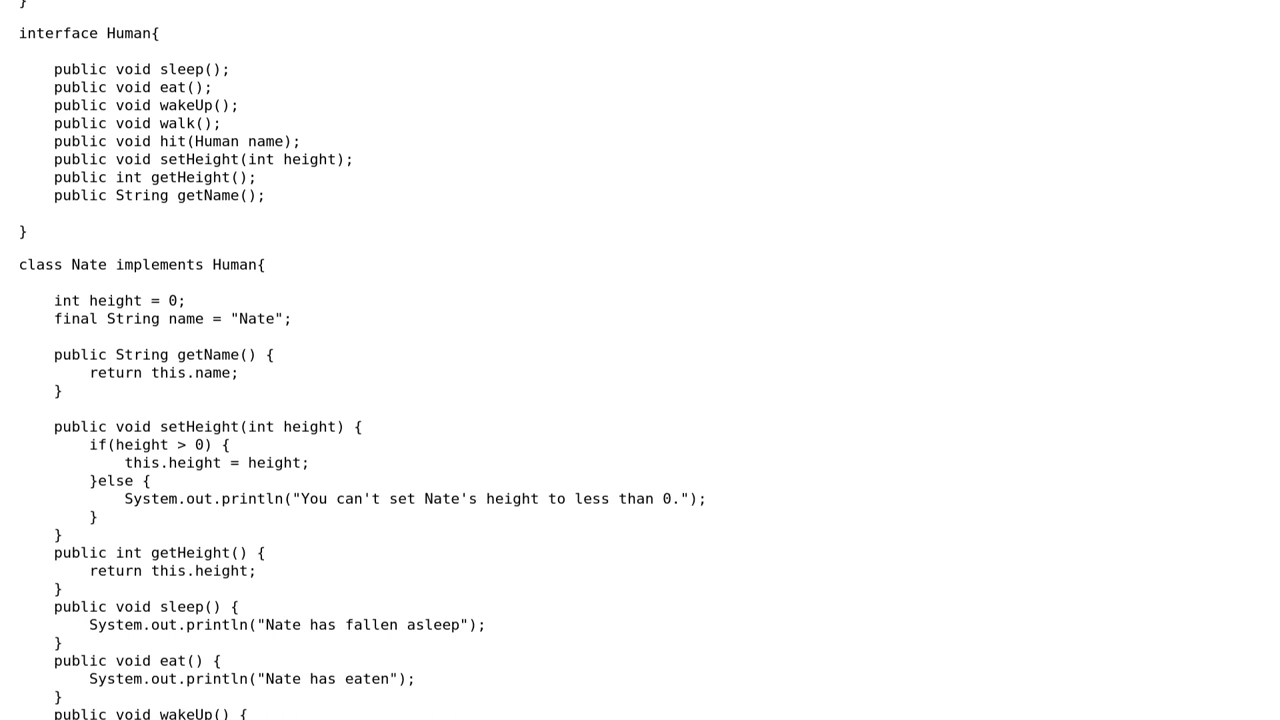 }
interface Human{
    public void sleep();
    public void eat();
    public void wakeUp();
    public void walk();
    public void hit(Human name);
    public void setHeight(int height);
    public int getHeight();
    public String getName();
}
class Nate implements Human{
    int height = 0;
    final String name = "Nate";
    public String getName() {
        return this.name;
    }
    public void setHeight(int height) {
        if(height > 0) {
            this.height = height;
        }else {
            System.out.println("You can't set Nate's height to less than 0.");
        }
    }
    public int getHeight() {
        return this.height;
    }
    public void sleep() {
        System.out.println("Nate has fallen asleep");
    }
    public void eat() {
        System.out.println("Nate has eaten");
    }
    public void wakeUp() {